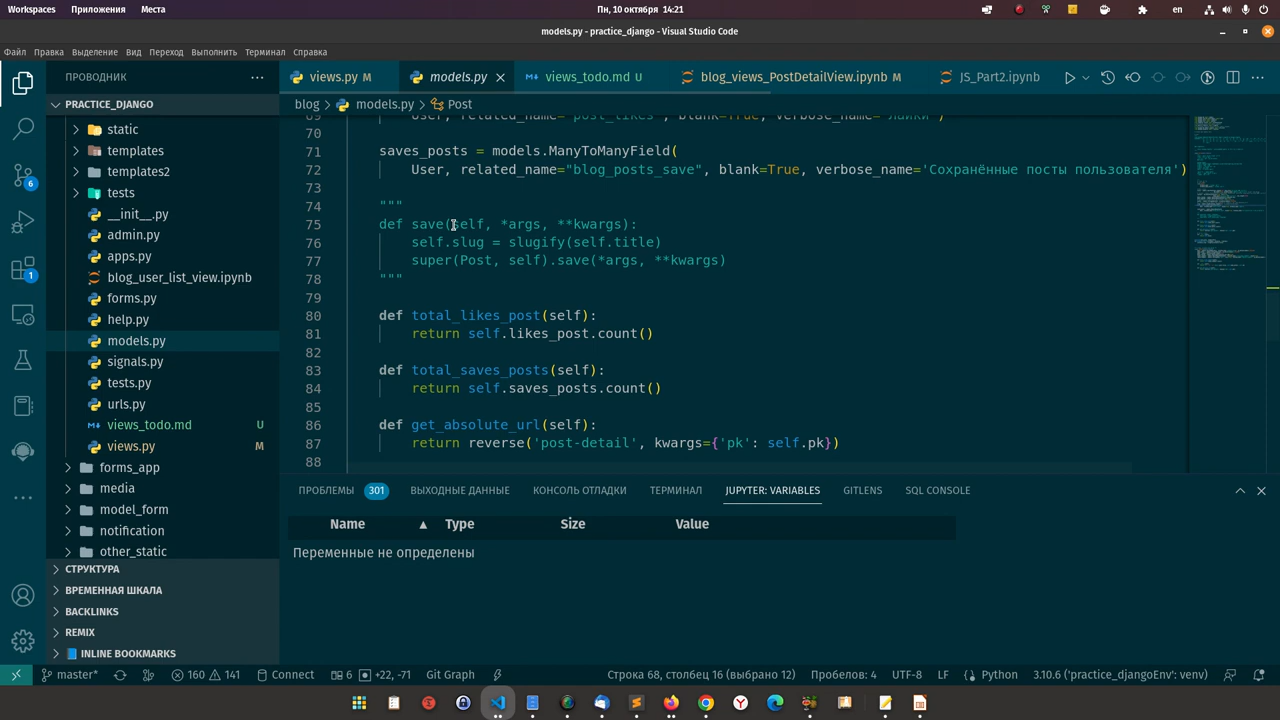 Workspaces Приложения Места Пн, 10 октября 14:21 en
models.py - practice_django - Visual Studio Code
Файл Правка Выделение Вид Переход Выполнить Терминал Справка
ПРОВОДНИК ··· views.py M models.py views_todo.md U blog_views_PostDetailView.ipynb M JS_Part2.ipynb
PRACTICE_DJANGO
blog > models.py > Post
static
templates
templates2
tests
__init__.py
admin.py
apps.py
blog_user_list_view.ipynb
forms.py
help.py
models.py
signals.py
tests.py
urls.py
views_todo.md U
views.py M
forms_app
media
model_form
notification
other_static
СТРУКТУРА
ВРЕМЕННАЯ ШКАЛА
BACKLINKS
REMIX
INLINE BOOKMARKS
6
1
69 User, related_name="post_likes", blank=True, verbose_name='Лайки')
70
71 saves_posts = models.ManyToManyField(
72 User, related_name="blog_posts_save", blank=True, verbose_name='Сохранённые посты пользователя')
73
74 """
75 def save(self, *args, **kwargs):
76 self.slug = slugify(self.title)
77 super(Post, self).save(*args, **kwargs)
78 """
79
80 def total_likes_post(self):
81 return self.likes_post.count()
82
83 def total_saves_posts(self):
84 return self.saves_posts.count()
85
86 def get_absolute_url(self):
87 return reverse('post-detail', kwargs={'pk': self.pk})
88
ПРОБЛЕМЫ 301 ВЫХОДНЫЕ ДАННЫЕ КОНСОЛЬ ОТЛАДКИ ТЕРМИНАЛ JUPYTER: VARIABLES GITLENS SQL CONSOLE
Name ▲ Type Size Value
Переменные не определены
master* 160 141 Connect 6 +22, -71 Git Graph Строка 68, столбец 16 (выбрано 12) Пробелов: 4 UTF-8 LF Python 3.10.6 ('practice_djangoEnv': venv)